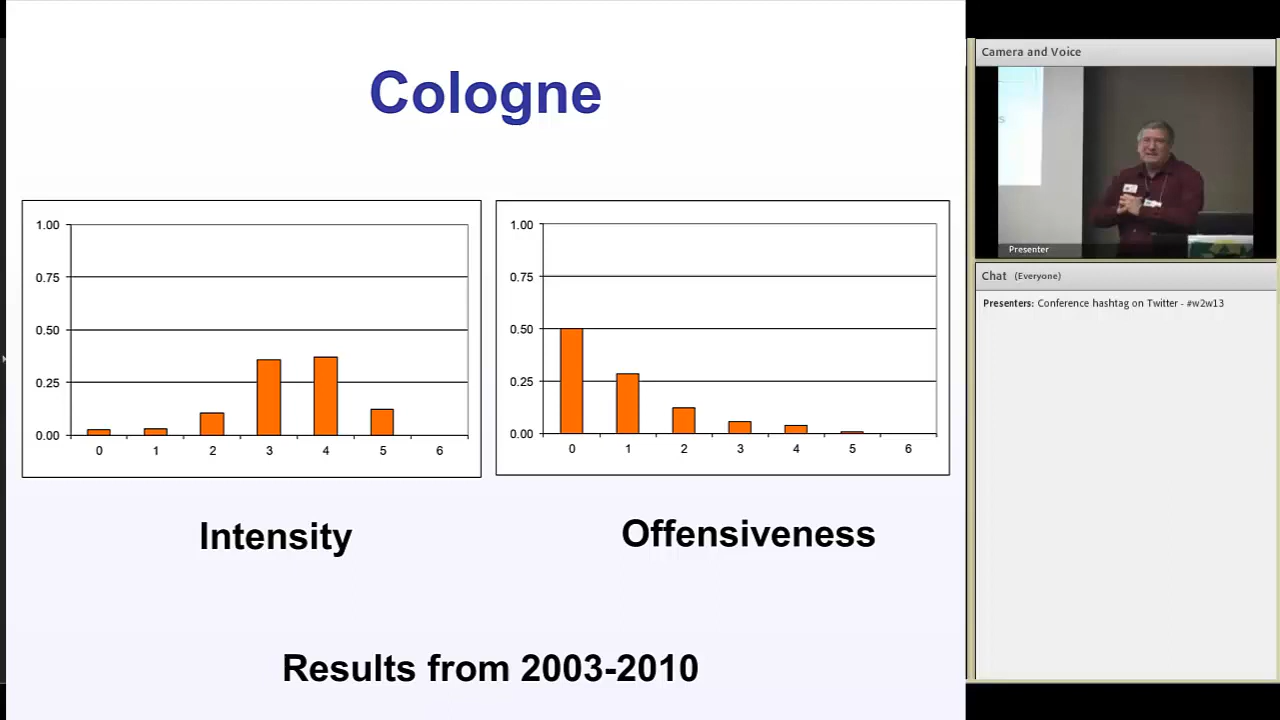 Cologne
1.00
0.75
0.50
0.25
0.00
0 1 2 3 4 5 6
Intensity
1.00
0.75
0.50
0.25
0.00
0 1 2 3 4 5 6
Offensiveness
Results from 2003-2010
Camera and Voice
s
Presenter
Chat (Everyone)
Presenters: Conference hashtag on Twitter - #w2w13